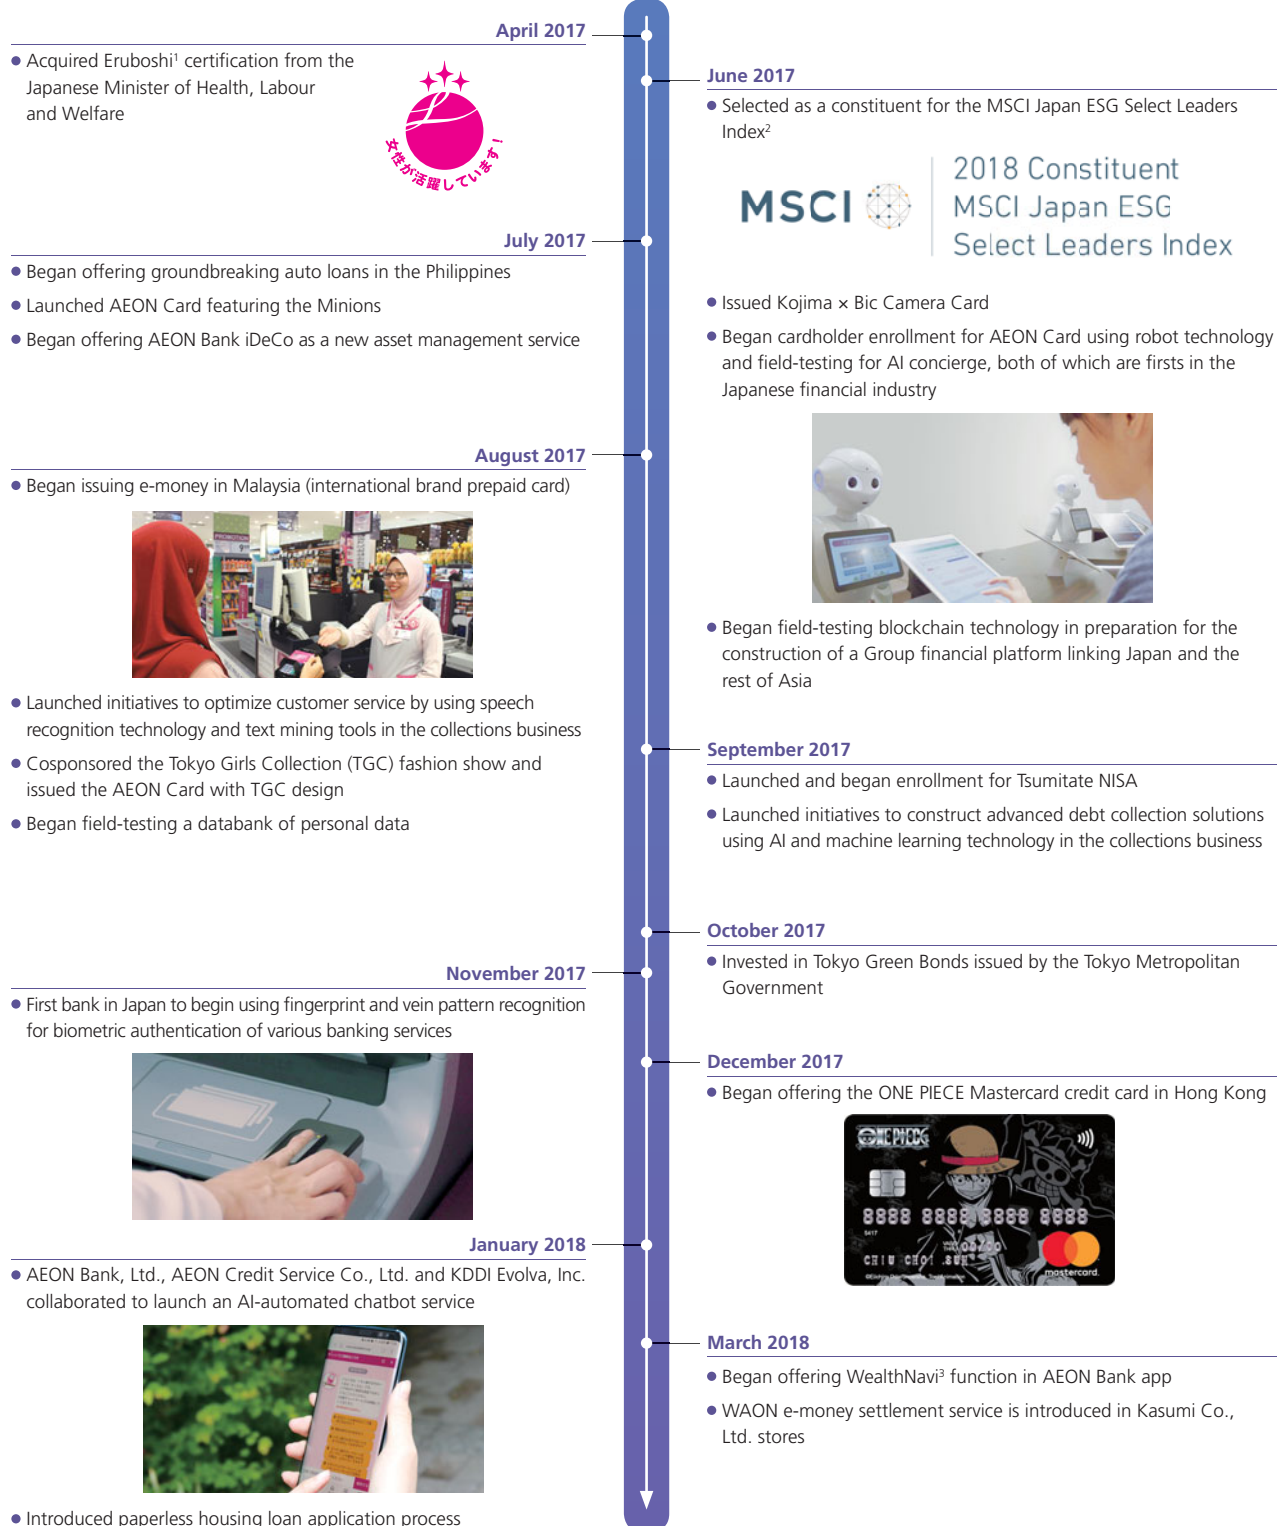 April 2017
• Acquired Eruboshi¹ certification from the
Japanese Minister of Health, Labour
and Welfare
女性が活躍しています！
June 2017
• Selected as a constituent for the MSCI Japan ESG Select Leaders
Index²
MSCI
2018 Constituent
MSCI Japan ESG
Select Leaders Index
• Issued Kojima × Bic Camera Card
• Began cardholder enrollment for AEON Card using robot technology
and field-testing for AI concierge, both of which are firsts in the
Japanese financial industry
• Began field-testing blockchain technology in preparation for the
construction of a Group financial platform linking Japan and the
rest of Asia
July 2017
• Began offering groundbreaking auto loans in the Philippines
• Launched AEON Card featuring the Minions
• Began offering AEON Bank iDeCo as a new asset management service
August 2017
• Began issuing e-money in Malaysia (international brand prepaid card)
PROMOTION
• Launched initiatives to optimize customer service by using speech
recognition technology and text mining tools in the collections business
• Cosponsored the Tokyo Girls Collection (TGC) fashion show and
issued the AEON Card with TGC design
• Began field-testing a databank of personal data
September 2017
• Launched and began enrollment for Tsumitate NISA
• Launched initiatives to construct advanced debt collection solutions
using AI and machine learning technology in the collections business
October 2017
• Invested in Tokyo Green Bonds issued by the Tokyo Metropolitan
Government
November 2017
• First bank in Japan to begin using fingerprint and vein pattern recognition
for biometric authentication of various banking services
December 2017
• Began offering the ONE PIECE Mastercard credit card in Hong Kong
ONE PIECE
8888 8888 8888 8888
CHIU CHOI SUM
mastercard
January 2018
• AEON Bank, Ltd., AEON Credit Service Co., Ltd. and KDDI Evolva, Inc.
collaborated to launch an AI-automated chatbot service
• Introduced paperless housing loan application process
March 2018
• Began offering WealthNavi³ function in AEON Bank app
• WAON e-money settlement service is introduced in Kasumi Co.,
Ltd. stores